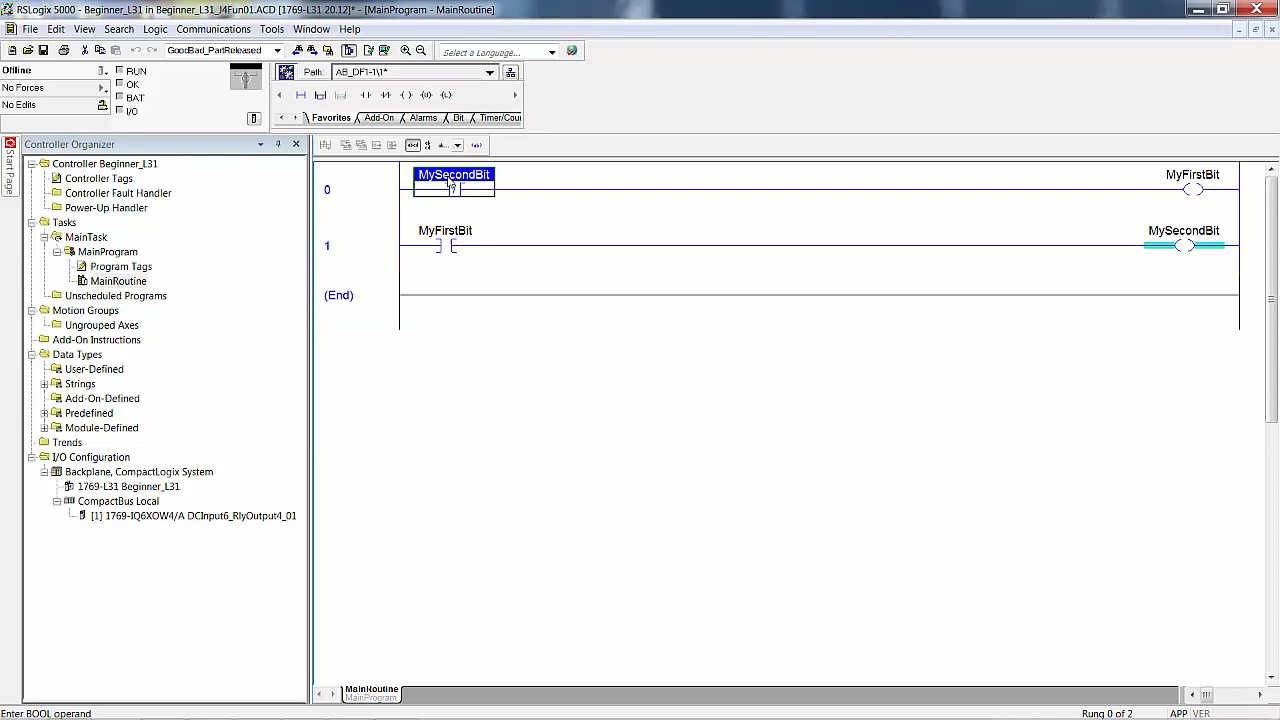 RSLogix 5000 - Beginner_L31 in Beginner_L31_J4Fun01.ACD [1769-L31 20.12]* - [MainProgram - MainRoutine]
File Edit View Search Logic Communications Tools Window Help
GoodBad_PartReleased Select a Language...
Offline RUN Path: AB_DF1-1\1*
No Forces OK
No Edits BAT
I/O
Favorites Add-On Alarms Bit Timer/Cou
Start Page
Controller Organizer
Controller Beginner_L31
Controller Tags
Controller Fault Handler
Power-Up Handler
Tasks
MainTask
MainProgram
Program Tags
MainRoutine
Unscheduled Programs
Motion Groups
Ungrouped Axes
Add-On Instructions
Data Types
User-Defined
Strings
Add-On-Defined
Predefined
Module-Defined
Trends
I/O Configuration
Backplane, CompactLogix System
1769-L31 Beginner_L31
CompactBus Local
[1] 1769-IQ6XOW4/A DCInput6_RlyOutput4_01
MySecondBit MyFirstBit
0
MyFirstBit MySecondBit
1
(End)
MainRoutine
MainProgram
Enter BOOL operand Rung 0 of 2 APP VER